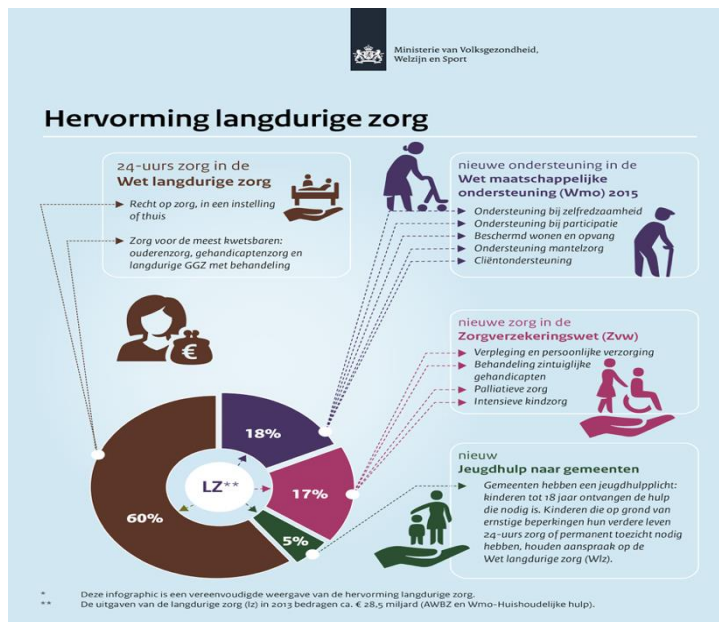 Ministerie van Volksgezondheid,
Welzijn en Sport
Hervorming langdurige zorg
24-uurs zorg in de
Wet langdurige zorg
Recht op zorg, in een instelling
of thuis
Zorg voor de meest kwetsbaren:
ouderenzorg, gehandicaptenzorg en
langdurige GGZ met behandeling
€
nieuwe ondersteuning in de
Wet maatschappelijke
ondersteuning (Wmo) 2015
Ondersteuning bij zelfredzaamheid
Ondersteuning bij participatie
Beschermd wonen en opvang
Ondersteuning mantelzorg
Cliëntondersteuning
nieuwe zorg in de
Zorgverzekeringswet (Zvw)
Verpleging en persoonlijke verzorging
Behandeling zintuiglijke
gehandicapten
Palliatieve zorg
Intensieve kindzorg
nieuw
Jeugdhulp naar gemeenten
Gemeenten hebben een jeugdhulpplicht:
kinderen tot 18 jaar ontvangen de hulp
die nodig is. Kinderen die op grond van
ernstige beperkingen hun verdere leven
24-uurs zorg of permanent toezicht nodig
hebben, houden aanspraak op de
Wet langdurige zorg (Wlz).
18%
LZ**
17%
60%
5%
* Deze infographic is een vereenvoudigde weergave van de hervorming langdurige zorg.
** De uitgaven van de langdurige zorg (lz) in 2013 bedragen ca. € 28,5 miljard (AWBZ en Wmo-Huishoudelijke hulp).